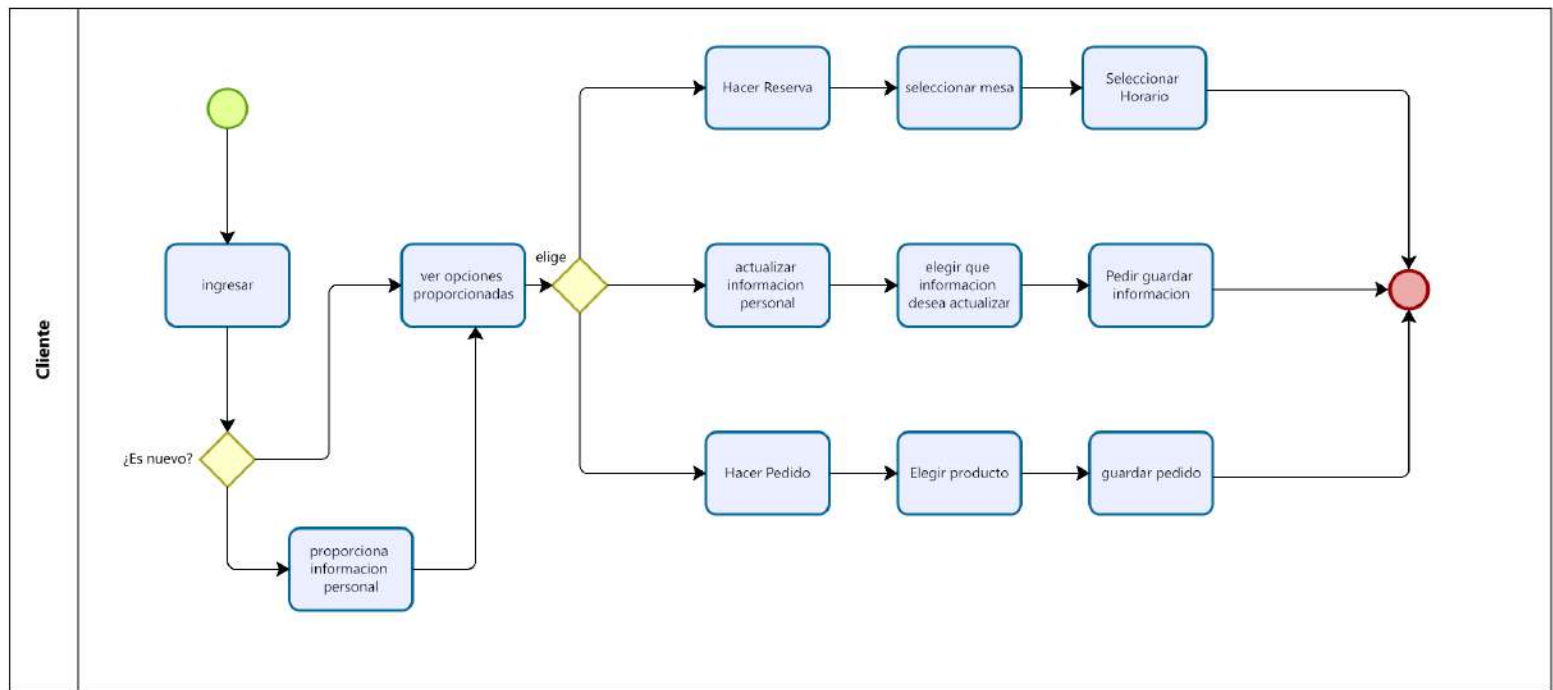 Cliente
ingresar
¿Es nuevo?
proporciona
informacion
personal
ver opciones
proporcionadas
elige
Hacer Reserva
seleccionar mesa
Seleccionar
Horario
actualizar
informacion
personal
elegir que
informacion
desea actualizar
Pedir guardar
informacion
Hacer Pedido
Elegir producto
guardar pedido